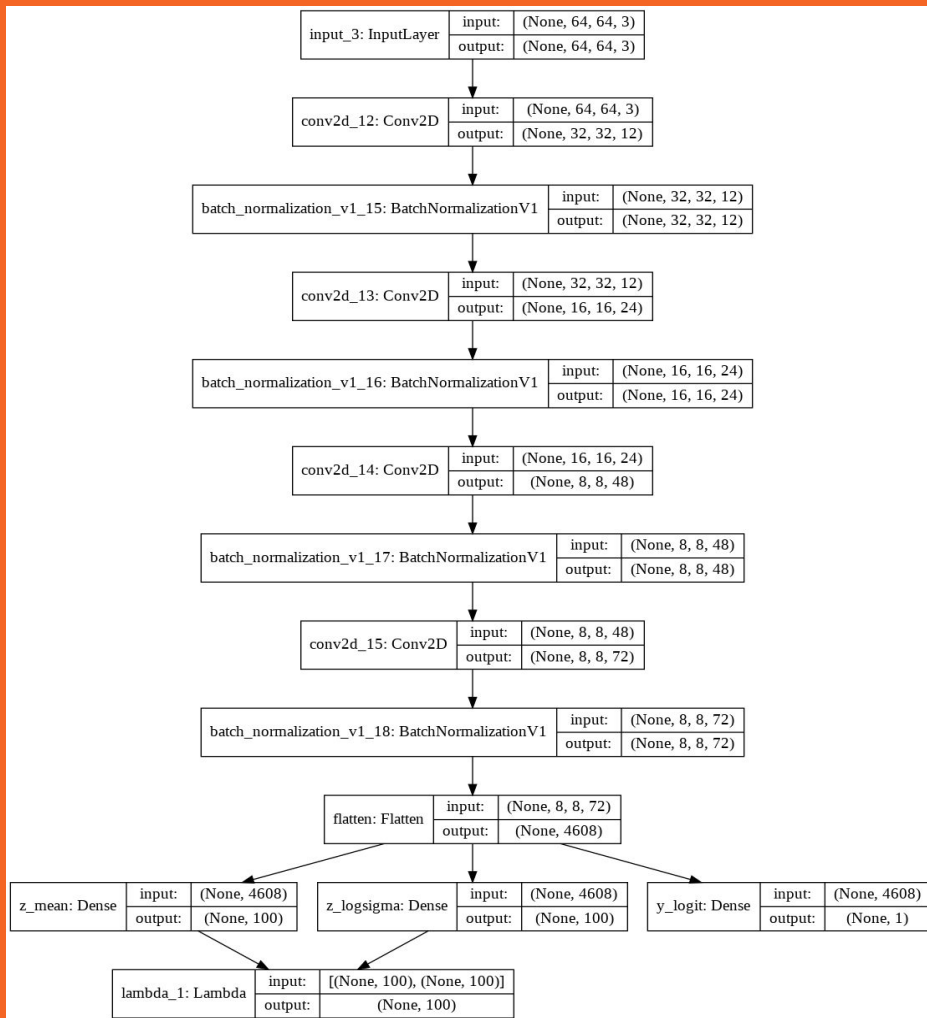 input_3: InputLayer
input: (None, 64, 64, 3)
output: (None, 64, 64, 3)
conv2d_12: Conv2D
input: (None, 64, 64, 3)
output: (None, 32, 32, 12)
batch_normalization_v1_15: BatchNormalizationV1
input: (None, 32, 32, 12)
output: (None, 32, 32, 12)
conv2d_13: Conv2D
input: (None, 32, 32, 12)
output: (None, 16, 16, 24)
batch_normalization_v1_16: BatchNormalizationV1
input: (None, 16, 16, 24)
output: (None, 16, 16, 24)
conv2d_14: Conv2D
input: (None, 16, 16, 24)
output: (None, 8, 8, 48)
batch_normalization_v1_17: BatchNormalizationV1
input: (None, 8, 8, 48)
output: (None, 8, 8, 48)
conv2d_15: Conv2D
input: (None, 8, 8, 48)
output: (None, 8, 8, 72)
batch_normalization_v1_18: BatchNormalizationV1
input: (None, 8, 8, 72)
output: (None, 8, 8, 72)
flatten: Flatten
input: (None, 8, 8, 72)
output: (None, 4608)
z_mean: Dense
input: (None, 4608)
output: (None, 100)
z_logsigma: Dense
input: (None, 4608)
output: (None, 100)
y_logit: Dense
input: (None, 4608)
output: (None, 1)
lambda_1: Lambda
input: [(None, 100), (None, 100)]
output: (None, 100)